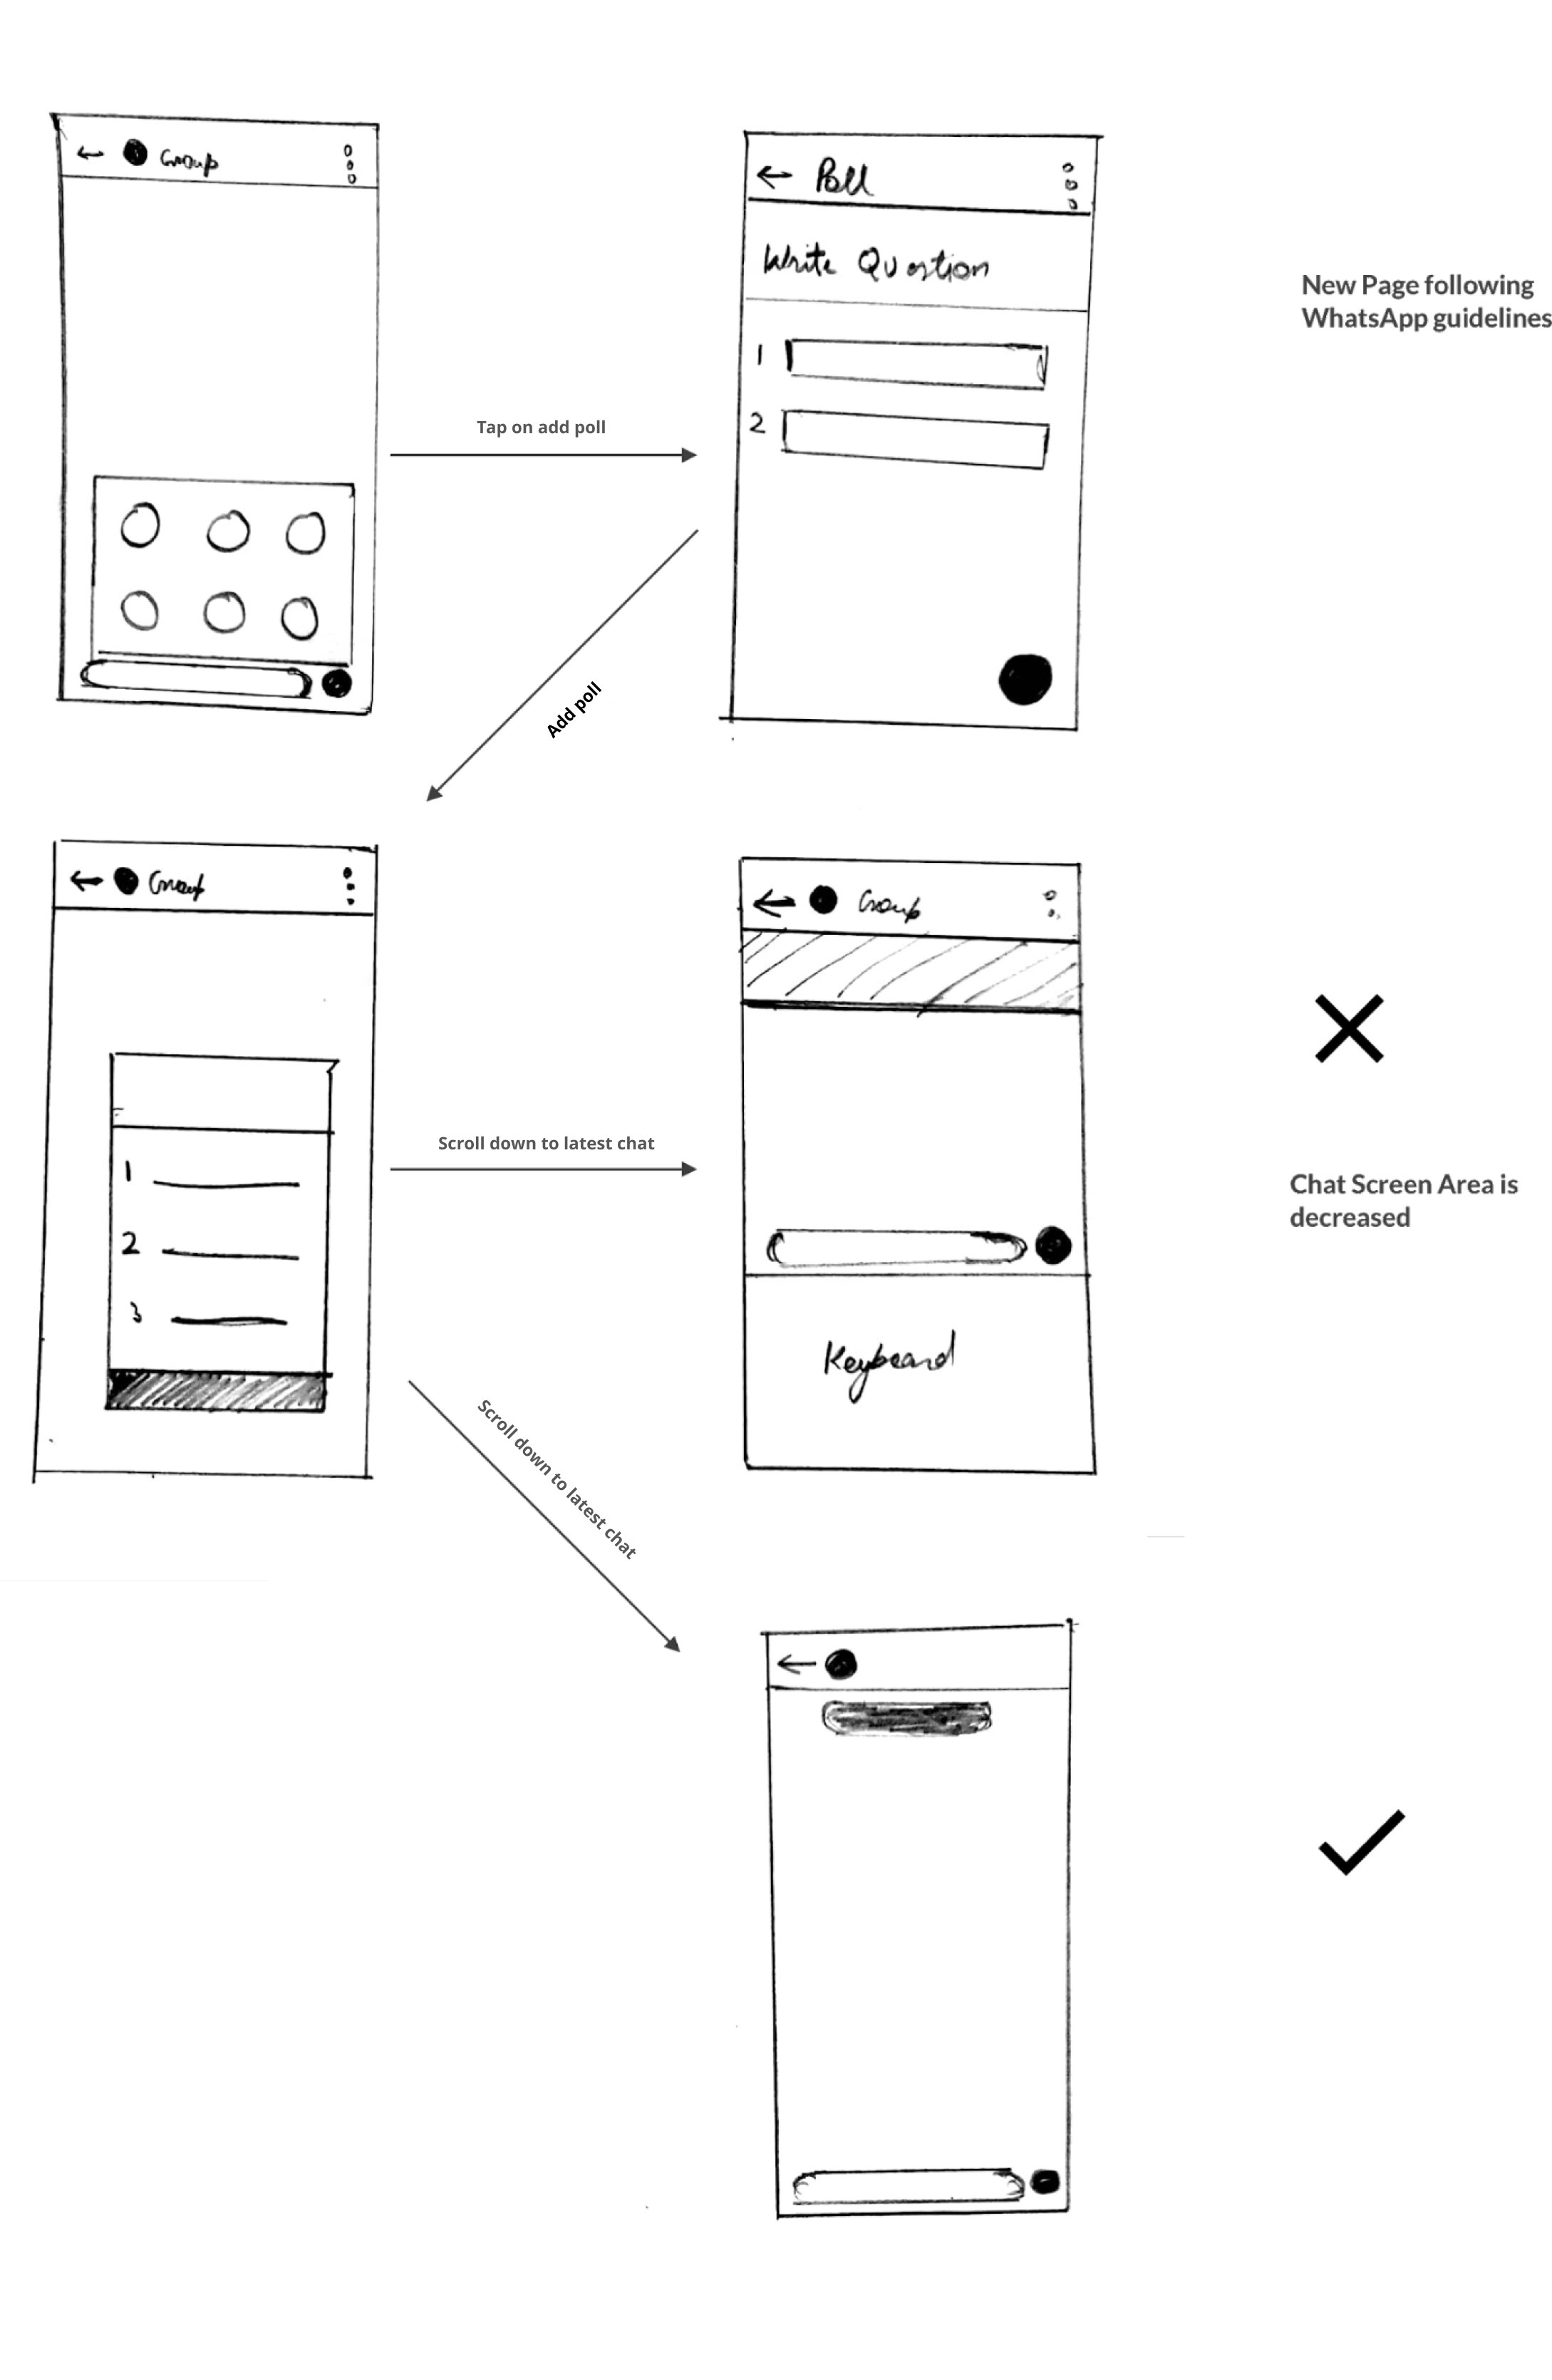 Group
Poll
Write Question
New Page following
WhatsApp guidelines
1
2
Tap on add poll
Add poll
Group
Group
1
2
3
Scroll down to latest chat
Chat Screen Area is
decreased
Keyboard
Scroll down to latest chat